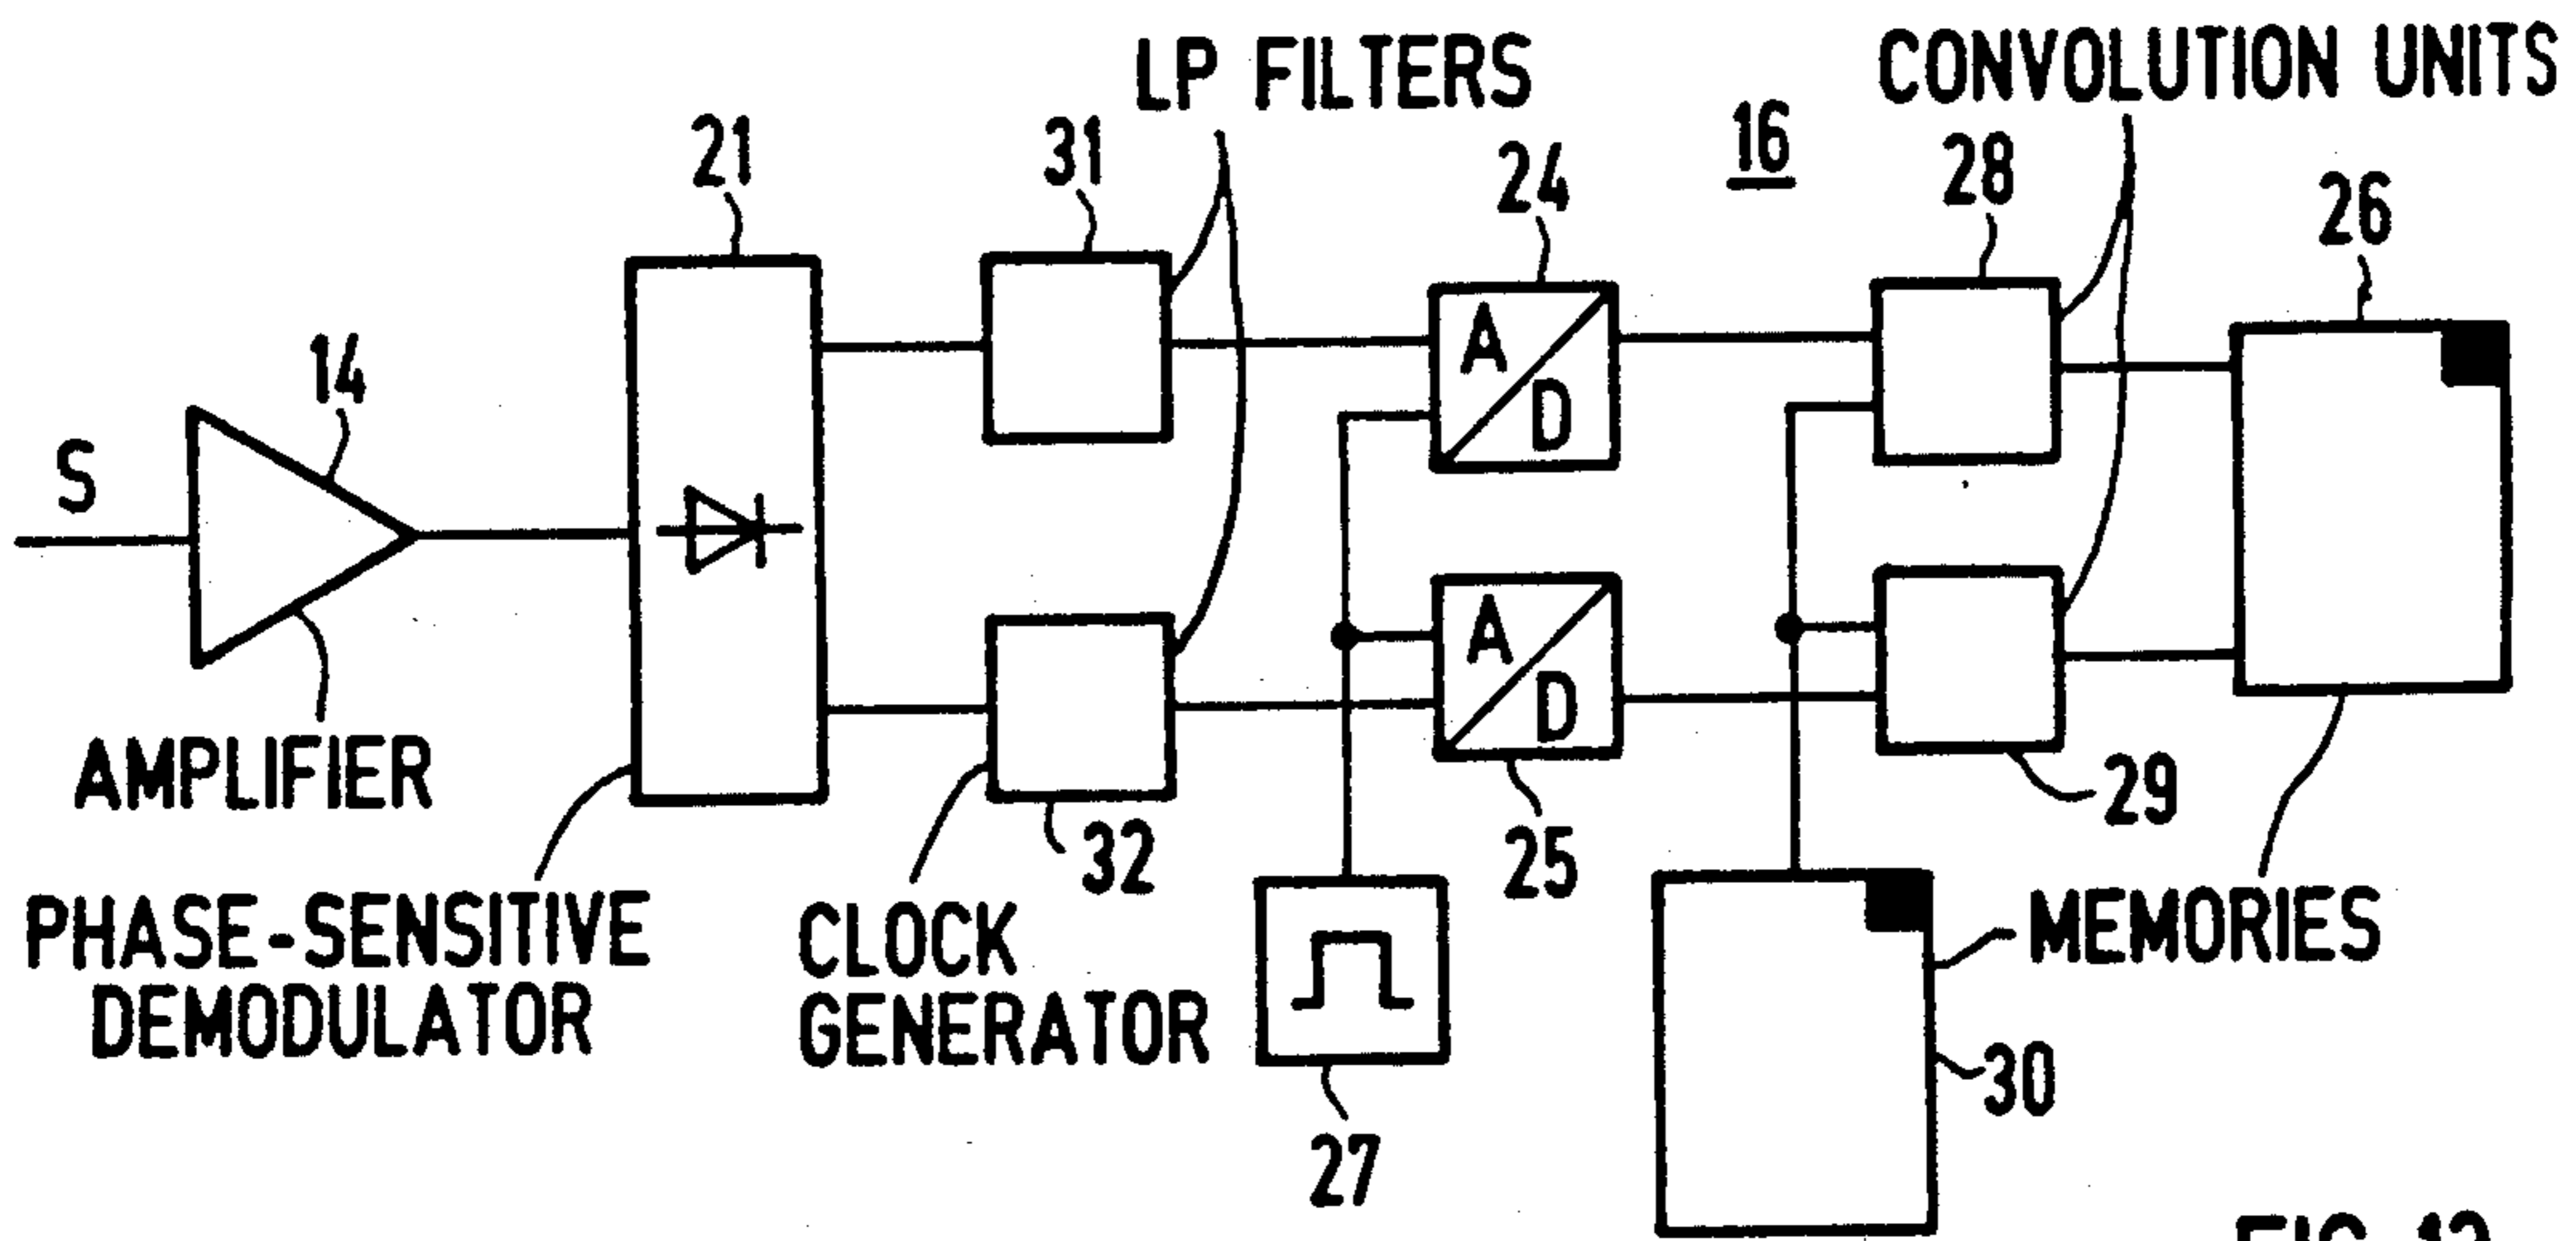 LP FILTERS
CONVOLUTION UNITS
16
21
31
24
28
26
14
S
A
D
A
D
AMPLIFIER
32
25
29
PHASE-SENSITIVE
DEMODULATOR
CLOCK
GENERATOR
MEMORIES
27
30